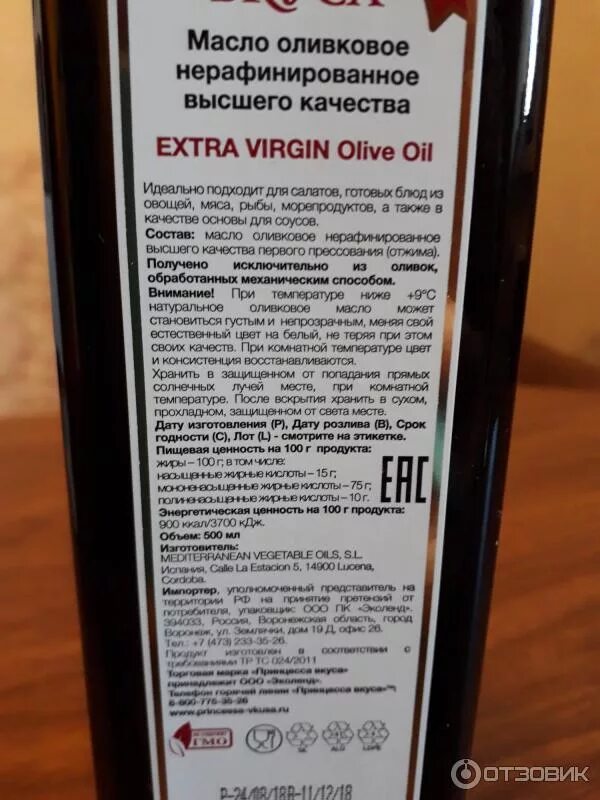 Масло оливковое
нерафинированное
высшего качества
EXTRA VIRGIN Olive Oil
Идеально подходит для салатов, готовых блюд из
овощей, мяса, рыбы, морепродуктов, а также в
качестве основы для соусов.
Состав: масло оливковое нерафинированное
высшего качества первого прессования (отжима).
Получено исключительно из оливок,
обработанных механическим способом.
Внимание! При температуре ниже +9°С
натуральное оливковое масло может
становиться густым и непрозрачным, меняя свой
естественный цвет на белый, не теряя при этом
своих качеств. При комнатной температуре цвет
и консистенция восстанавливаются.
Хранить в защищенном от попадания прямых
солнечных лучей месте, при комнатной
температуре. После вскрытия хранить в сухом,
прохладном, защищенном от света месте.
Дату изготовления (P), Дату розлива (B), Срок
годности (C), Лот (L) - смотрите на этикетке.
Пищевая ценность на 100 г продукта:
жиры – 100 г; в том числе:
насыщенные жирные кислоты – 15 г;
мононенасыщенные жирные кислоты – 75 г;
полиненасыщенные жирные кислоты – 10 г.
EAC
Энергетическая ценность на 100 г продукта:
900 ккал/3700 кДж.
Объем: 500 мл
Изготовитель:
MEDITERRANEAN VEGETABLE OILS, S.L.
Испания, Calle La Estacion 5, 14900 Lucena,
Cordoba.
Импортер, уполномоченный представитель на
территории РФ на принятие претензий от
потребителя, упаковщик: ООО ПК «Эколенд».
394033, Россия, Воронежская область, город
Воронеж, ул. Землячки, дом 19 Д, офис 26.
Тел.: +7 (473) 233-35-26.
Продукт изготовлен в соответствии с
требованиями ТР ТС 024/2011
Торговая марка «Принцесса вкуса»
принадлежит ООО «Эколенд».
Телефон горячей линии «Принцесса вкуса»™:
8-800-775-35-26
www.princessa-vkusa.ru
ГМО
P-24/08/18B-11/12/18
ОТЗОВИК